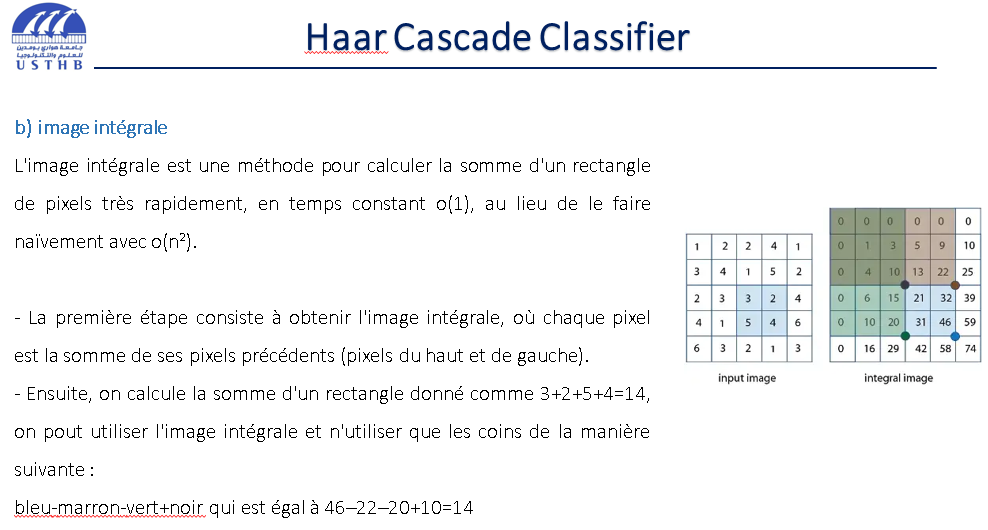 جامعة هواري بومدين
للعلوم والتكنولوجيا
USTHB
Haar Cascade Classifier
b) image intégrale
L'image intégrale est une méthode pour calculer la somme d'un rectangle
de pixels très rapidement, en temps constant o(1), au lieu de le faire
naïvement avec o(n²).
- La première étape consiste à obtenir l'image intégrale, où chaque pixel
est la somme de ses pixels précédents (pixels du haut et de gauche).
- Ensuite, on calcule la somme d'un rectangle donné comme 3+2+5+4=14,
on pout utiliser l'image intégrale et n'utiliser que les coins de la manière
suivante :
bleu-marron-vert+noir qui est égal à 46–22–20+10=14
1 2 2 4 1
3 4 1 5 2
2 3 3 2 4
4 1 5 4 6
6 3 2 1 3
input image
0 0 0 0 0 0
0 1 3 5 9 10
0 4 10 13 22 25
0 6 15 21 32 39
0 10 20 31 46 59
0 16 29 42 58 74
integral image